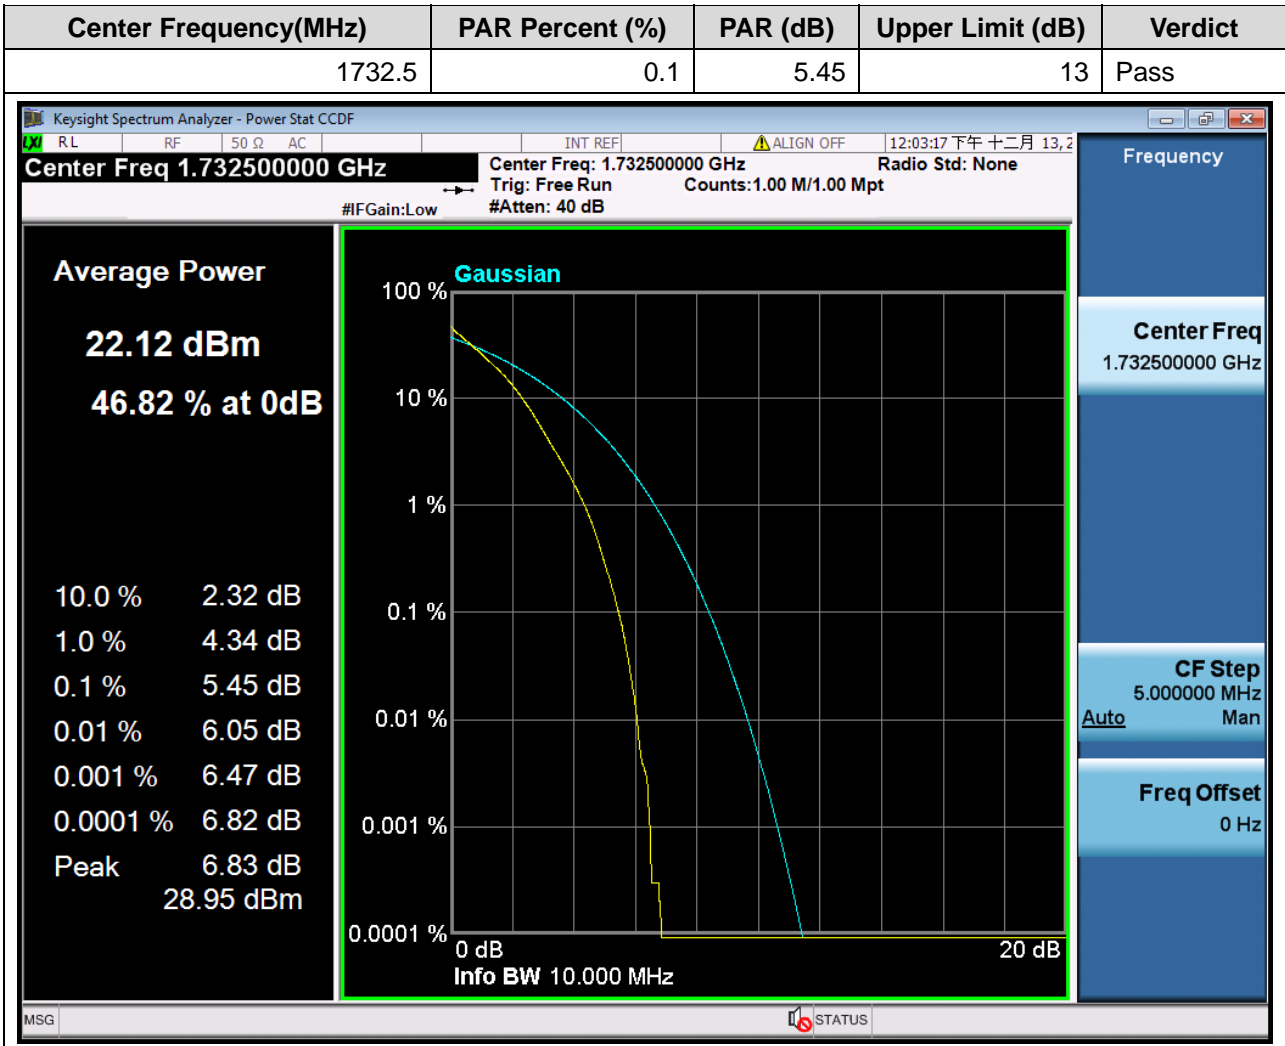 Center Frequency(MHz) PAR Percent (%) PAR (dB) Upper Limit (dB) Verdict
1732.5 0.1 5.45 13 Pass
Keysight Spectrum Analyzer - Power Stat CCDF
LXI RL RF 50 Ω AC INT REF ALIGN OFF 12:03:17 下午 十二月 13, 2
Center Freq 1.732500000 GHz
Center Freq: 1.732500000 GHz Radio Std: None
Trig: Free Run Counts:1.00 M/1.00 Mpt
#IFGain:Low #Atten: 40 dB
Average Power
22.12 dBm
46.82 % at 0dB
10.0 % 2.32 dB
1.0 % 4.34 dB
0.1 % 5.45 dB
0.01 % 6.05 dB
0.001 % 6.47 dB
0.0001 % 6.82 dB
Peak 6.83 dB
28.95 dBm
Gaussian
100 %
10 %
1 %
0.1 %
0.01 %
0.001 %
0.0001 %
0 dB 20 dB
Info BW 10.000 MHz
Frequency
Center Freq
1.732500000 GHz
CF Step
5.000000 MHz
Auto Man
Freq Offset
0 Hz
MSG STATUS